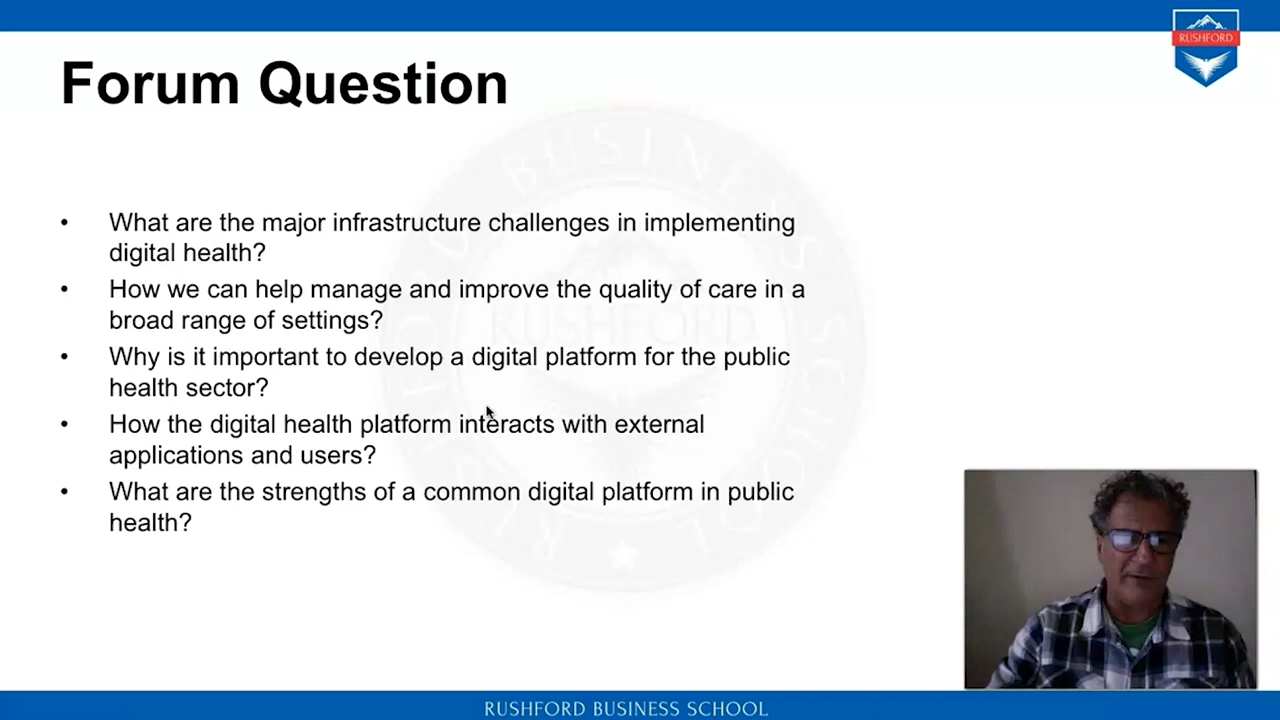 RUSHFORD
Forum Question
• What are the major infrastructure challenges in implementing
digital health?
• How we can help manage and improve the quality of care in a
broad range of settings?
• Why is it important to develop a digital platform for the public
health sector?
• How the digital health platform interacts with external
applications and users?
• What are the strengths of a common digital platform in public
health?
BUSINESS SCHOOL
RUSHFORD
RUSHFORD BUSINESS SCHOOL